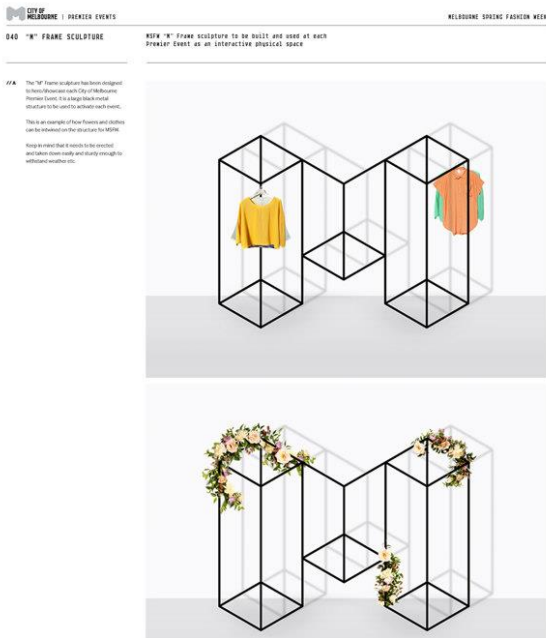 CITY OF
MELBOURNE | PREMIER EVENTS
MELBOURNE SPRING FASHION WEEK
040 "M" FRAME SCULPTURE
MSFW "M" Frame sculpture to be built and used at each
Premier Event as an interactive physical space
//A
The "M" Frame sculpture has been designed
to hero/showcase each City of Melbourne
Premier Event. It is a large black metal
structure to be used to activate each event.
This is an example of how flowers and clothes
can be intwined on the structure for MSFW.
Keep in mind that it needs to be erected
and taken down easily and sturdy enough to
withstand weather etc.